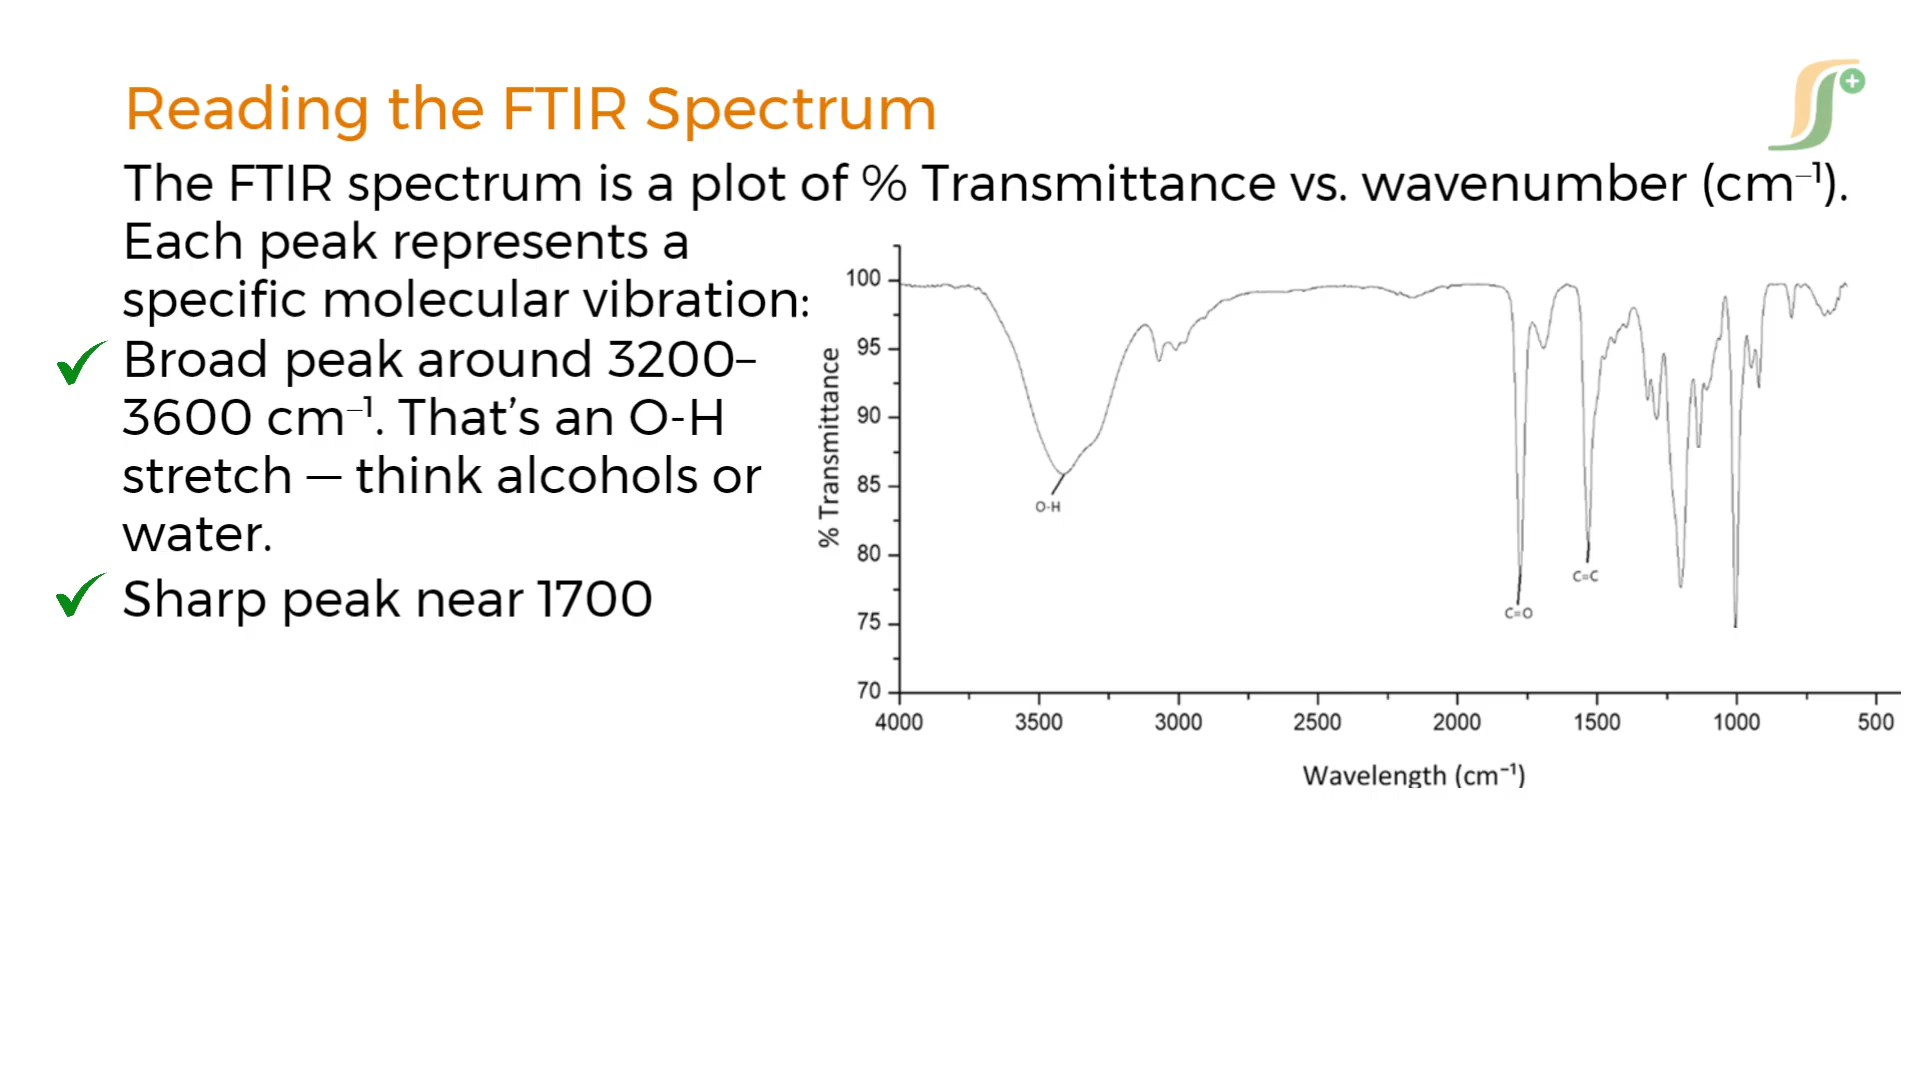 Reading the FTIR Spectrum
The FTIR spectrum is a plot of % Transmittance vs. wavenumber (cm⁻¹).
Each peak represents a
specific molecular vibration:
Broad peak around 3200–
3600 cm⁻¹. That’s an O-H
stretch — think alcohols or
water.
Sharp peak near 1700
% Transmittance
100
95
90
85
80
75
70
O-H
C=O
C=C
4000 3500 3000 2500 2000 1500 1000 500
Wavelength (cm⁻¹)